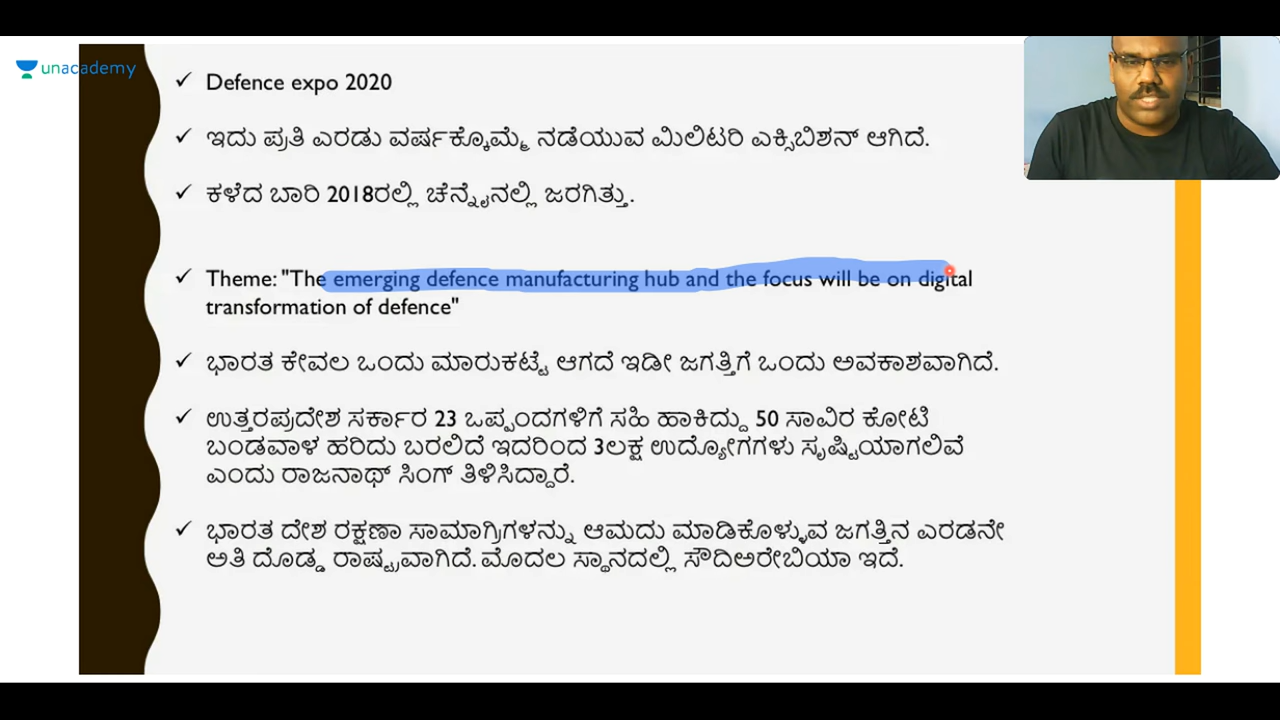 unacademy
✓ Defence expo 2020
✓ ಇದು ಪ್ರತಿ ಎರಡು ವರ್ಷಕ್ಕೊಮ್ಮೆ ನಡೆಯುವ ಮಿಲಿಟರಿ ಎಕ್ಸಿಬಿಶನ್ ಆಗಿದೆ.
✓ ಕಳೆದ ಬಾರಿ 2018ರಲ್ಲಿ ಚೆನ್ನೈನಲ್ಲಿ ಜರಗಿತ್ತು.
✓ Theme: "The emerging defence manufacturing hub and the focus will be on digital
transformation of defence"
✓ ಭಾರತ ಕೇವಲ ಒಂದು ಮಾರುಕಟ್ಟೆ ಆಗದೆ ಇಡೀ ಜಗತ್ತಿಗೆ ಒಂದು ಅವಕಾಶವಾಗಿದೆ.
✓ ಉತ್ತರಪ್ರದೇಶ ಸರ್ಕಾರ 23 ಒಪ್ಪಂದಗಳಿಗೆ ಸಹಿ ಹಾಕಿದ್ದು 50 ಸಾವಿರ ಕೋಟಿ
ಬಂಡವಾಳ ಹರಿದು ಬರಲಿದೆ ಇದರಿಂದ 3ಲಕ್ಷ ಉದ್ಯೋಗಗಳು ಸೃಷ್ಟಿಯಾಗಲಿವೆ
ಎಂದು ರಾಜನಾಥ್ ಸಿಂಗ್ ತಿಳಿಸಿದ್ದಾರೆ.
✓ ಭಾರತ ದೇಶ ರಕ್ಷಣಾ ಸಾಮಾಗ್ರಿಗಳನ್ನು ಆಮದು ಮಾಡಿಕೊಳ್ಳುವ ಜಗತ್ತಿನ ಎರಡನೇ
ಅತಿ ದೊಡ್ಡ ರಾಷ್ಟ್ರವಾಗಿದೆ. ಮೊದಲ ಸ್ಥಾನದಲ್ಲಿ ಸೌದಿಅರೇಬಿಯಾ ಇದೆ.